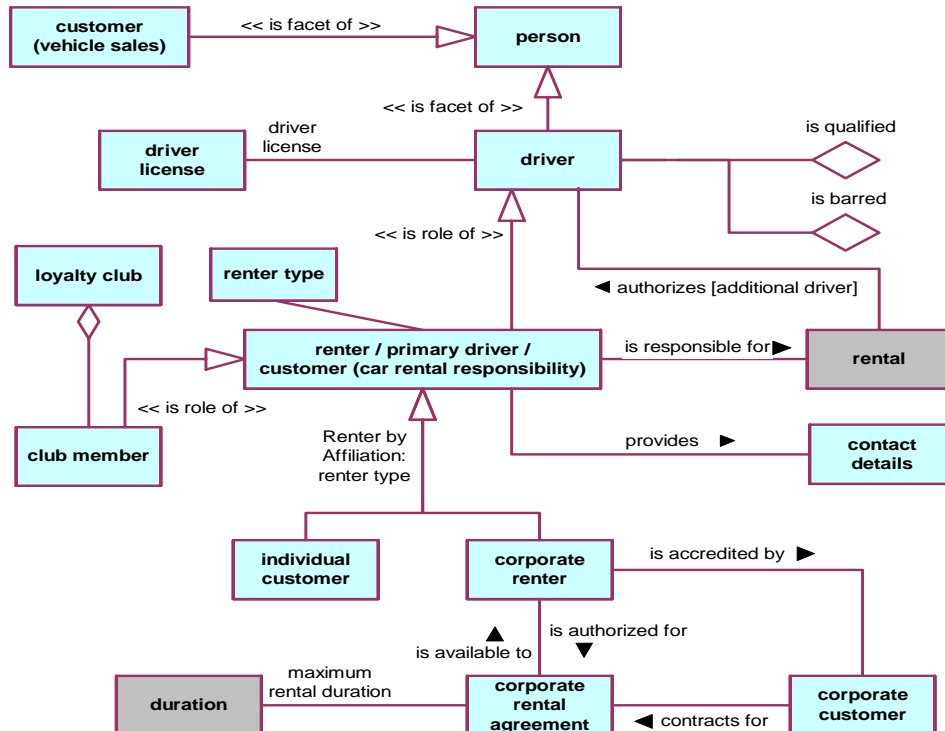 customer
(vehicle sales)
<< is facet of >>
person
<< is facet of >>
driver
license
driver
license
driver
is qualified
is barred
<< is role of >>
loyalty club
renter type
authorizes [additional driver]
renter / primary driver /
customer (car rental responsibility)
is responsible for
rental
<< is role of >>
club member
Renter by
Affiliation:
renter type
provides
contact
details
individual
customer
corporate
renter
is accredited by
is available to
is authorized for
duration
maximum
rental duration
corporate
rental
agreement
contracts for
corporate
customer